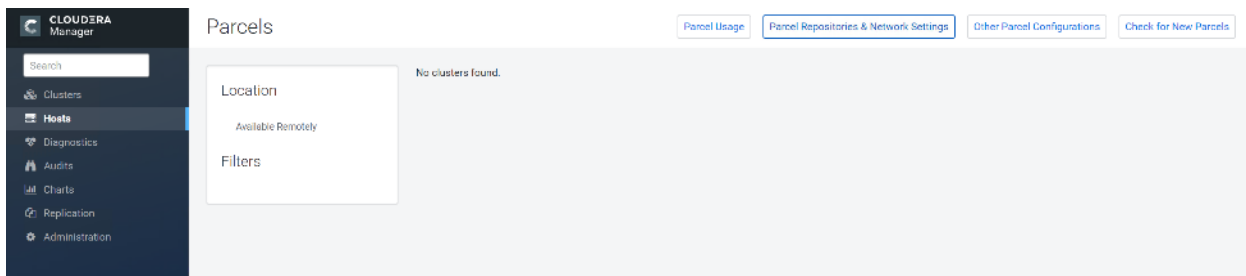 CLOUDERA
Manager
Parcels
Parcel Usage
Parcel Repositories & Network Settings
Other Parcel Configurations
Check for New Parcels
Search
Clusters
Hosts
Diagnostics
Audits
Charts
Replication
Administration
Location
Available Remotely
Filters
No clusters found.